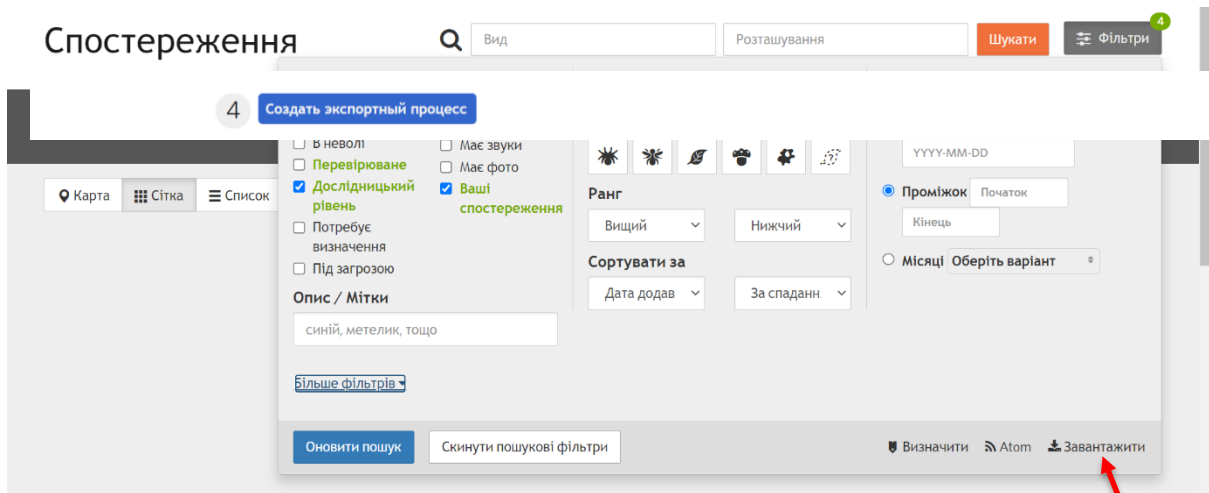 Спостереження
Вид
Розташування
Шукати
Фільтри
4
4
Создать экспортный процесс
В неволі
Має звуки
Перевірюване
Має фото
Дослідницький рівень
Ваші спостереження
Потребує визначення
Під загрозою
Опис / Мітки
синій, метелик, тощо
Більше фільтрів
Ранг
Вищий
Нижчий
Сортувати за
Дата додав
За спаданн
YYYY-MM-DD
Проміжок
Початок
Кінець
Місяці
Оберіть варіант
Карта
Сітка
Список
Оновити пошук
Скинути пошукові фільтри
Визначити
Atom
Завантажити